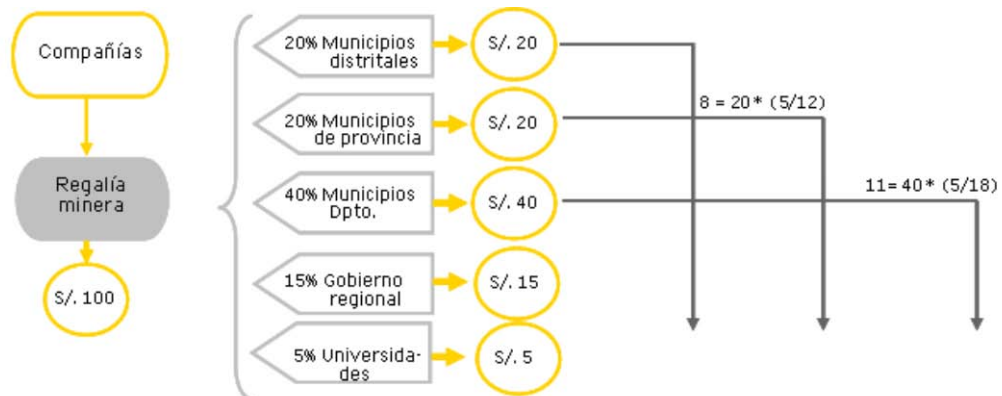 Compañías
Regalía
minera
S/. 100
20% Municipios
distritales
S/. 20
20% Municipios
de provincia
S/. 20
8 = 20* (5/12)
40% Municipios
Dpto.
S/. 40
11= 40* (5/18)
15% Gobierno
regional
S/. 15
5% Universida-
des
S/. 5